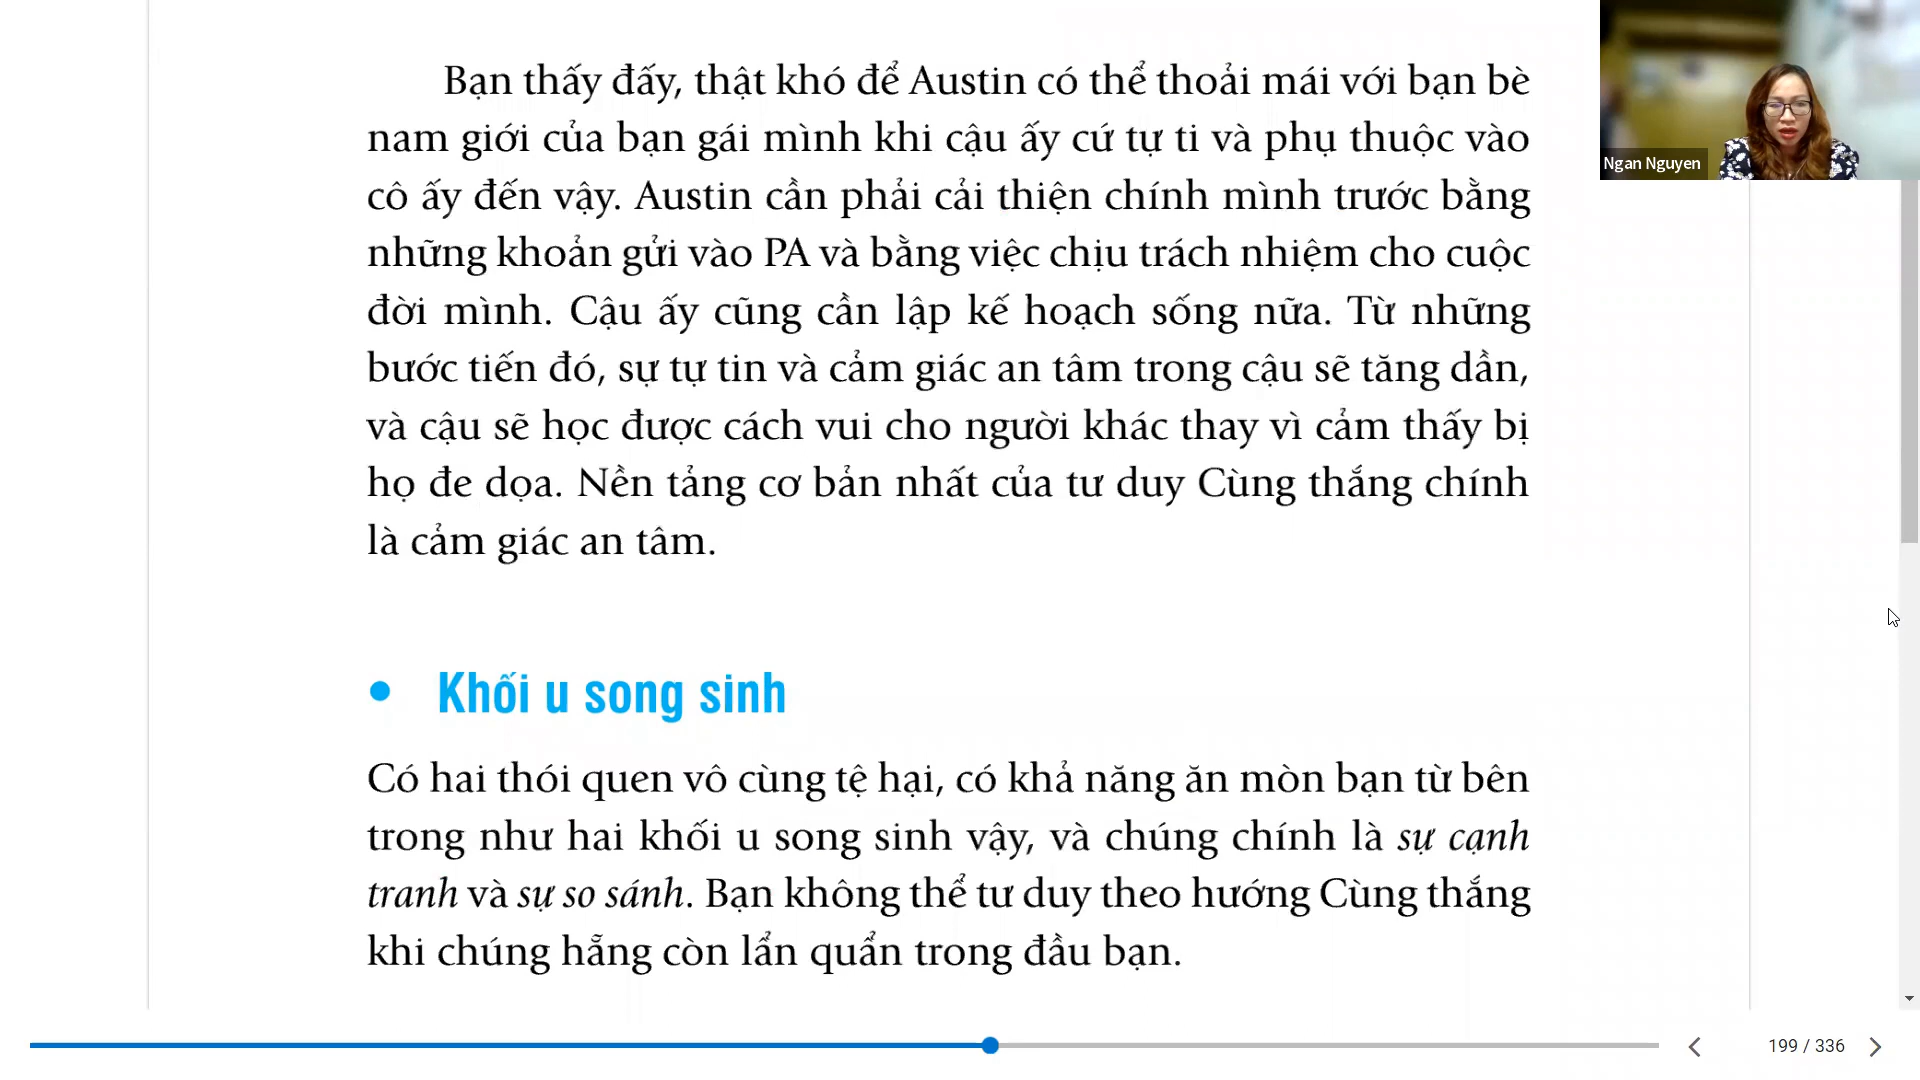 Bạn thấy đấy, thật khó để Austin có thể thoải mái với bạn bè
nam giới của bạn gái mình khi cậu ấy cứ tự ti và phụ thuộc vào
cô ấy đến vậy. Austin cần phải cải thiện chính mình trước bằng
những khoản gửi vào PA và bằng việc chịu trách nhiệm cho cuộc
đời mình. Cậu ấy cũng cần lập kế hoạch sống nữa. Từ những
bước tiến đó, sự tự tin và cảm giác an tâm trong cậu sẽ tăng dần,
và cậu sẽ học được cách vui cho người khác thay vì cảm thấy bị
họ đe dọa. Nền tảng cơ bản nhất của tư duy Cùng thắng chính
là cảm giác an tâm.
• Khối u song sinh
Có hai thói quen vô cùng tệ hại, có khả năng ăn mòn bạn từ bên
trong như hai khối u song sinh vậy, và chúng chính là sự cạnh
tranh và sự so sánh. Bạn không thể tư duy theo hướng Cùng thắng
khi chúng hẵng còn lẩn quẩn trong đầu bạn.
Ngan Nguyen
199 / 336